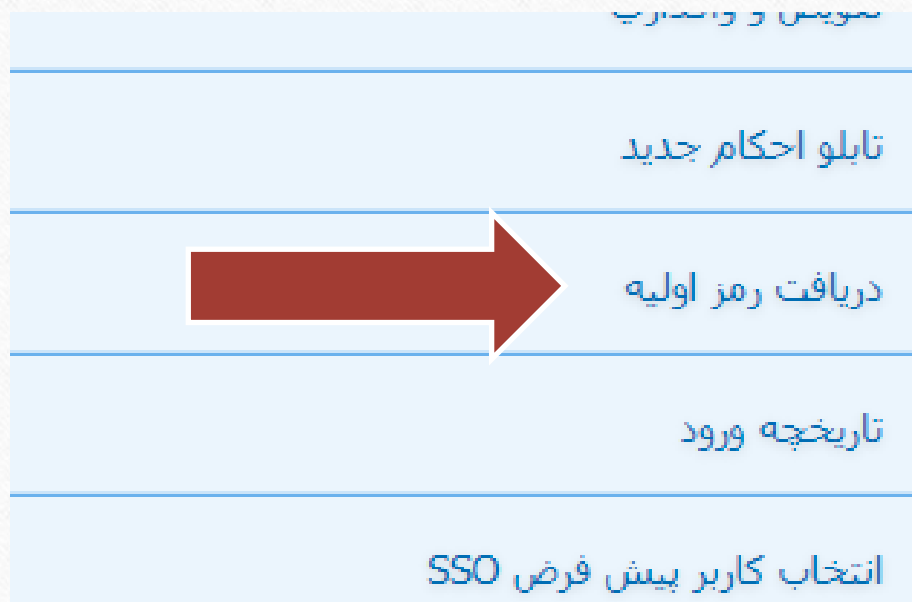 تابلو احکام جدید
دریافت رمز اولیه
تاریخچه ورود
انتخاب کاربر پیش فرض SSO